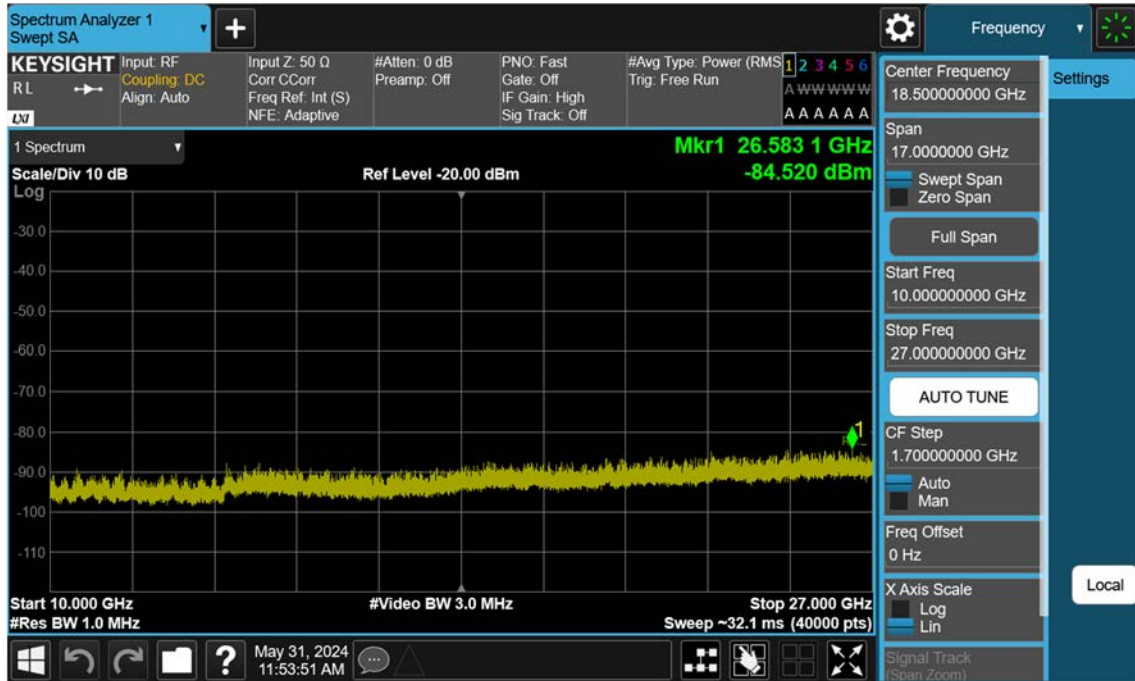 Spectrum Analyzer 1
Swept SA
Frequency
KEYSIGHT
R L
LXI
Input: RF
Coupling: DC
Align: Auto
Input Z: 50 Ω
Corr CCorr
Freq Ref: Int (S)
NFE: Adaptive
#Atten: 0 dB
Preamp: Off
PNO: Fast
Gate: Off
IF Gain: High
Sig Track: Off
#Avg Type: Power (RMS
Trig: Free Run
1 2 3 4 5 6
A W W W W W
A A A A A A
Center Frequency
18.500000000 GHz
Settings
1 Spectrum
Mkr1 26.583 1 GHz
Scale/Div 10 dB
Ref Level -20.00 dBm
-84.520 dBm
Log
-30.0
-40.0
-50.0
-60.0
-70.0
-80.0
-90.0
-100
-110
1
Start 10.000 GHz
#Video BW 3.0 MHz
Stop 27.000 GHz
#Res BW 1.0 MHz
Sweep ~32.1 ms (40000 pts)
Span
17.0000000 GHz
Swept Span
Zero Span
Full Span
Start Freq
10.000000000 GHz
Stop Freq
27.000000000 GHz
AUTO TUNE
CF Step
1.700000000 GHz
Auto
Man
Freq Offset
0 Hz
X Axis Scale
Log
Lin
Signal Track
(Span Zoom)
Local
?
May 31, 2024
11:53:51 AM